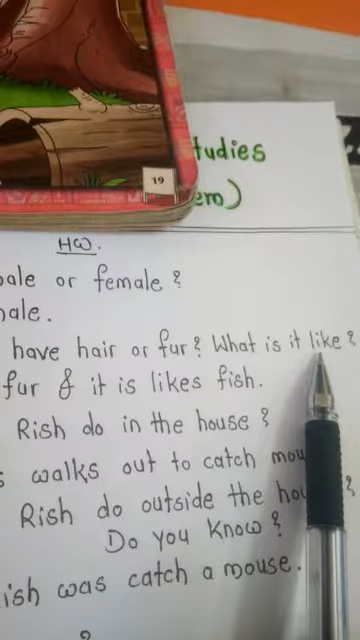 19
tudies
em)
HW.
ale or female?
ale.
have hair or fur? What is it like?
fur & it is likes fish.
Rish do in the house?
s walks out to catch mou
Rish do outside the hou ?
Do you know?
ish was catch a mouse.
?